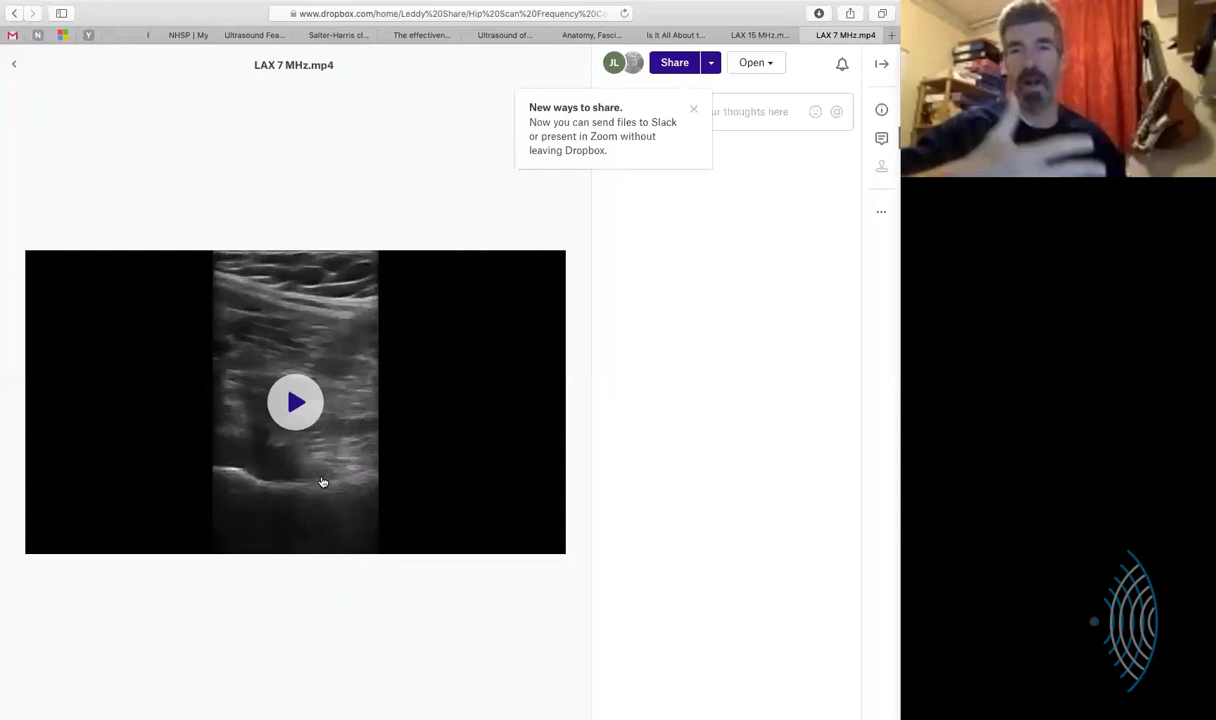 www.dropbox.com/home/Leddy%20Share/Hip%20Scan%20Frequency%20Co
NHSP | My
Ultrasound Fea...
Salter-Harris cl...
The effectiven...
Ultrasound of...
Anatomy, Fasci...
Is It All About t...
LAX 15 MHz.m...
LAX 7 MHz.mp4
LAX 7 MHz.mp4
JL
Share
Open
New ways to share.
Now you can send files to Slack
or present in Zoom without
leaving Dropbox.
ur thoughts here